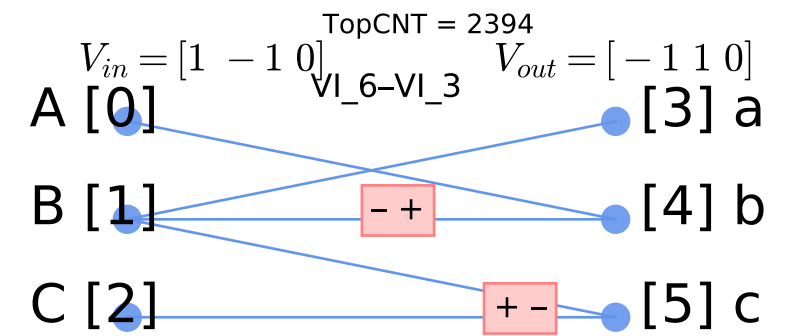 TopCNT = 2394
V_in = [1 −1 0] V_out = [−1 1 0]
VI_6–VI_3
A [0] [3] a
B [1] – + [4] b
C [2] + – [5] c